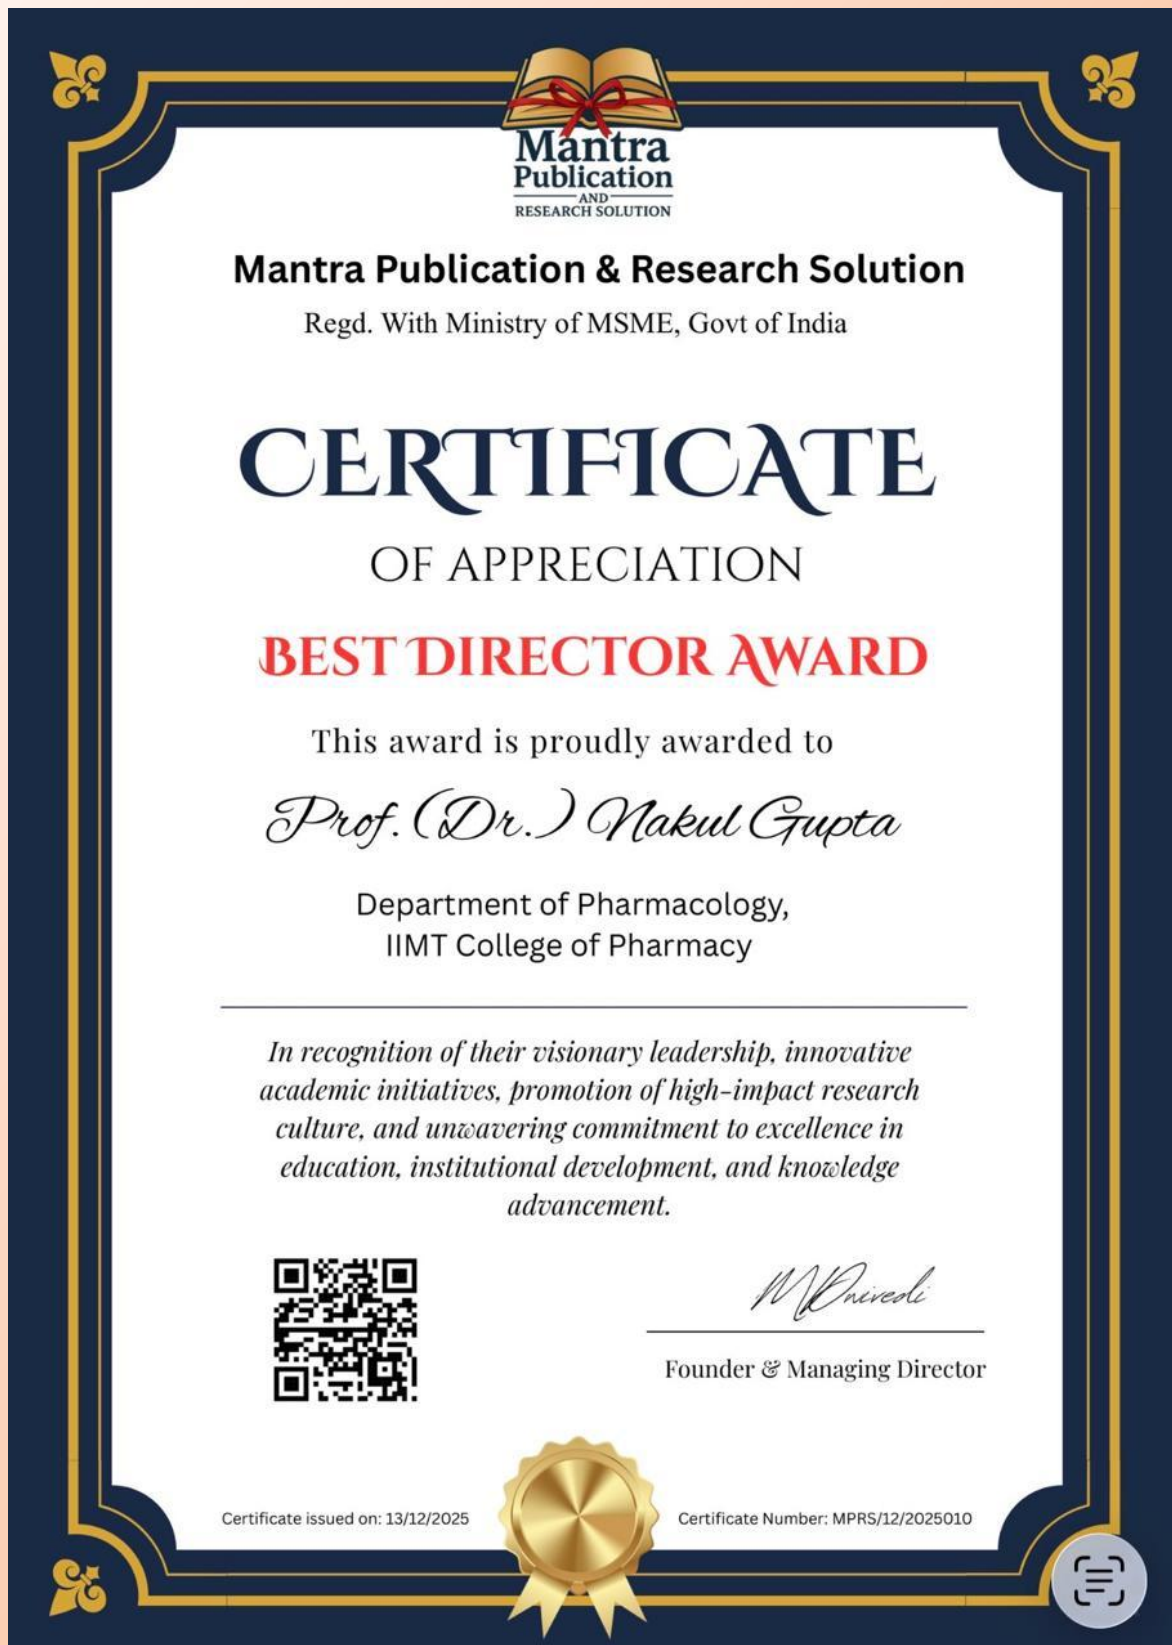 Mantra
Publication
AND
RESEARCH SOLUTION
Mantra Publication & Research Solution
Regd. With Ministry of MSME, Govt of India
CERTIFICATE
OF APPRECIATION
BEST DIRECTOR AWARD
This award is proudly awarded to
Prof. (Dr.) Nakul Gupta
Department of Pharmacology,
IIMT College of Pharmacy
In recognition of their visionary leadership, innovative
academic initiatives, promotion of high-impact research
culture, and unwavering commitment to excellence in
education, institutional development, and knowledge
advancement.
Founder & Managing Director
Certificate issued on: 13/12/2025
Certificate Number: MPRS/12/2025010